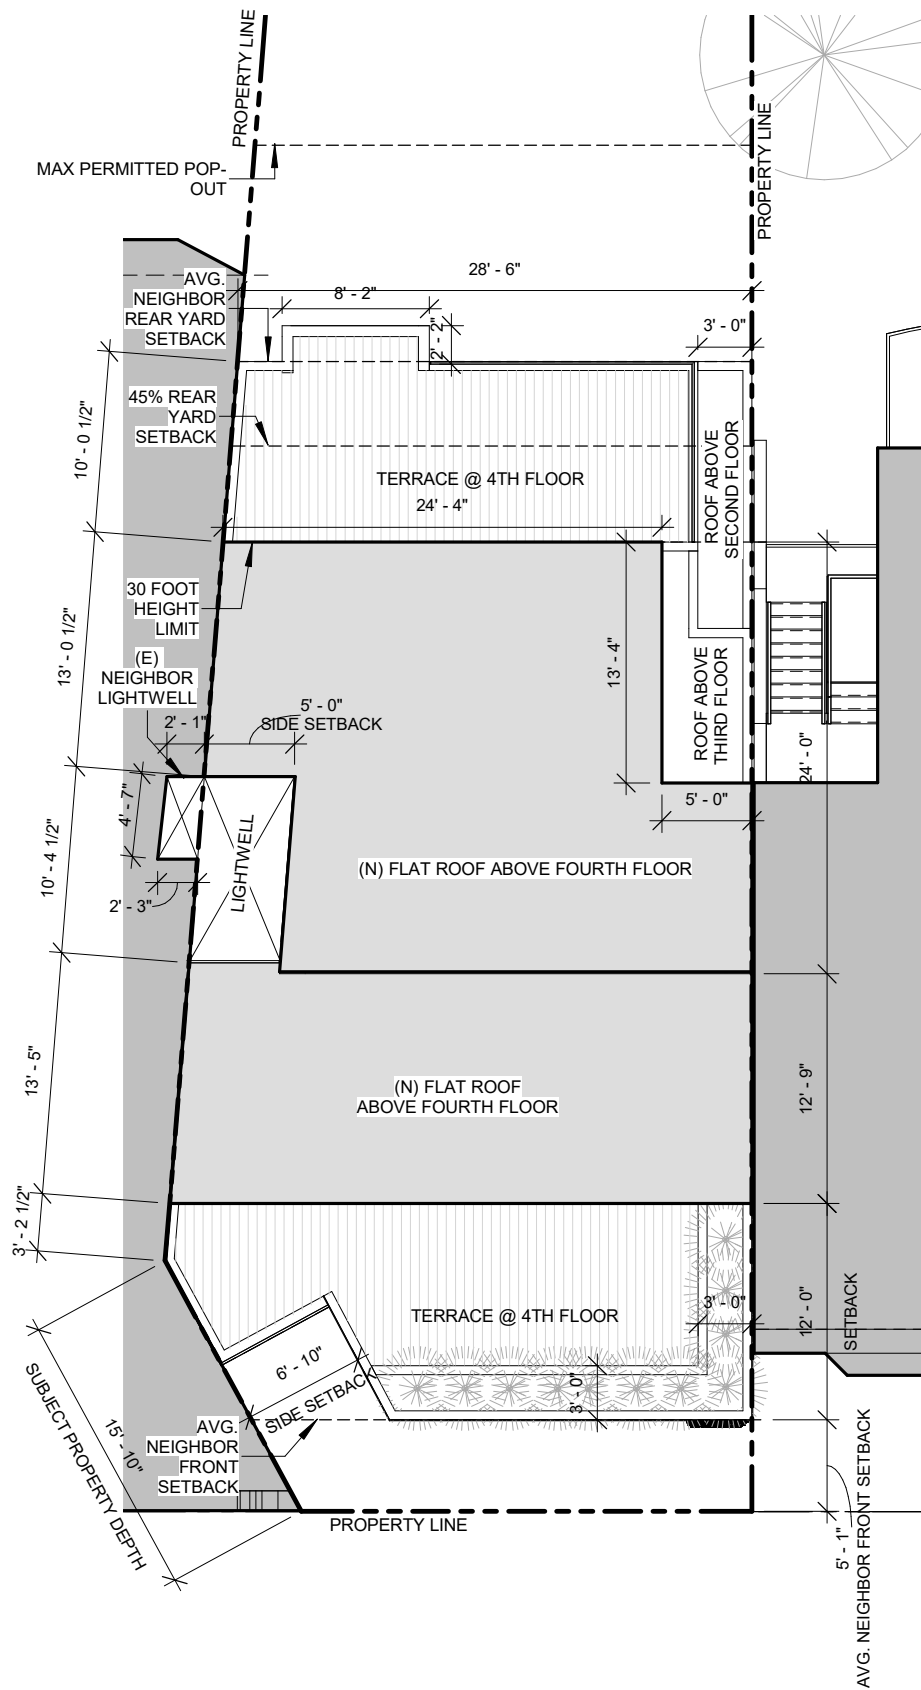 PROPERTY LINE
PROPERTY LINE
MAX PERMITTED POP-
OUT
28' - 6"
AVG.
NEIGHBOR
REAR YARD
SETBACK
8' - 2"
2' - 2"
3' - 0"
10' - 0 1/2"
45% REAR
YARD
SETBACK
TERRACE @ 4TH FLOOR
24' - 4"
ROOF ABOVE
SECOND FLOOR
30 FOOT
HEIGHT
LIMIT
13' - 0 1/2"
(E)
NEIGHBOR
LIGHTWELL
2' - 1"
5' - 0"
SIDE SETBACK
13' - 4"
ROOF ABOVE
THIRD FLOOR
24' - 0"
4' - 7"
5' - 0"
10' - 4 1/2"
LIGHTWELL
(N) FLAT ROOF ABOVE FOURTH FLOOR
2' - 3"
13' - 5"
(N) FLAT ROOF
ABOVE FOURTH FLOOR
12' - 9"
3' - 2 1/2"
TERRACE @ 4TH FLOOR
3' - 0"
12' - 0"
SETBACK
6' - 10"
SIDE SETBACK
3' - 0"
SUBJECT PROPERTY DEPTH
15' - 10"
AVG.
NEIGHBOR
FRONT
SETBACK
PROPERTY LINE
5' - 1"
AVG. NEIGHBOR FRONT SETBACK